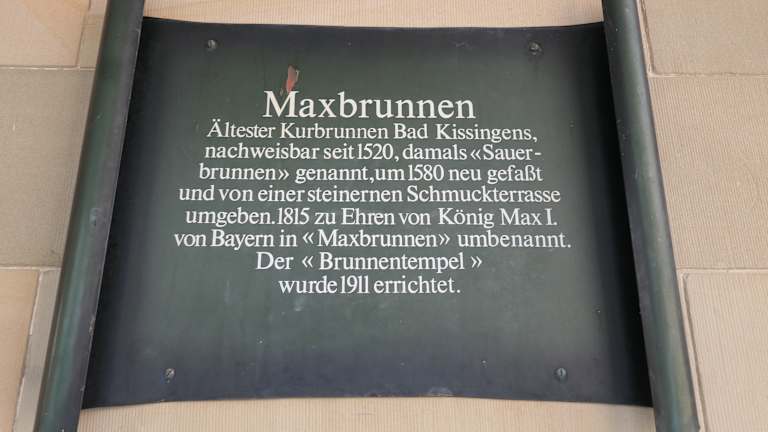 Maxbrunnen
Ältester Kurbrunnen Bad Kissingens,
nachweisbar seit 1520, damals «Sauer-
brunnen» genannt, um 1580 neu gefaßt
und von einer steinernen Schmuckterrasse
umgeben. 1815 zu Ehren von König Max I.
von Bayern in «Maxbrunnen» umbenannt.
Der «Brunnentempel»
wurde 1911 errichtet.